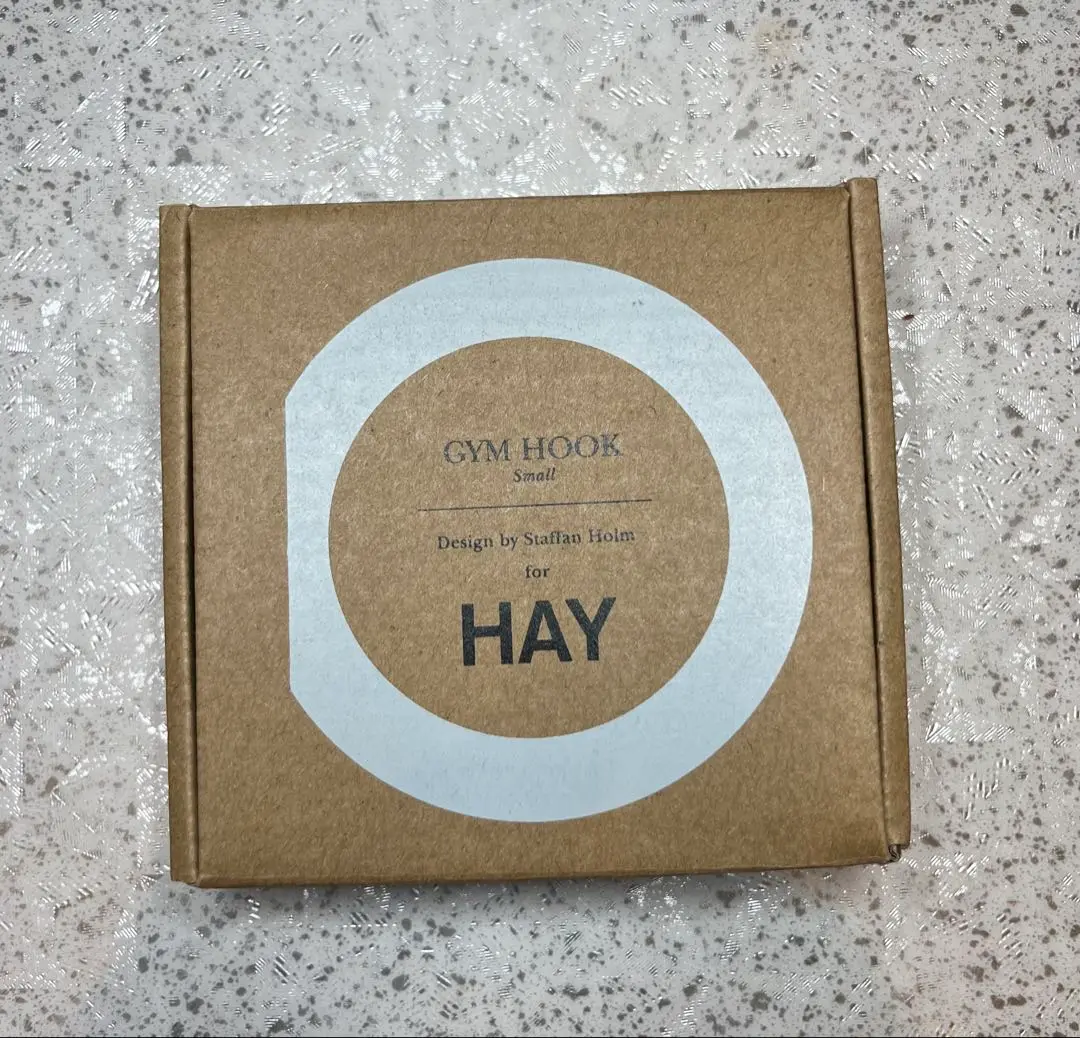 GYM HOOK
Small
Design by Staffan Holm
for
HAY